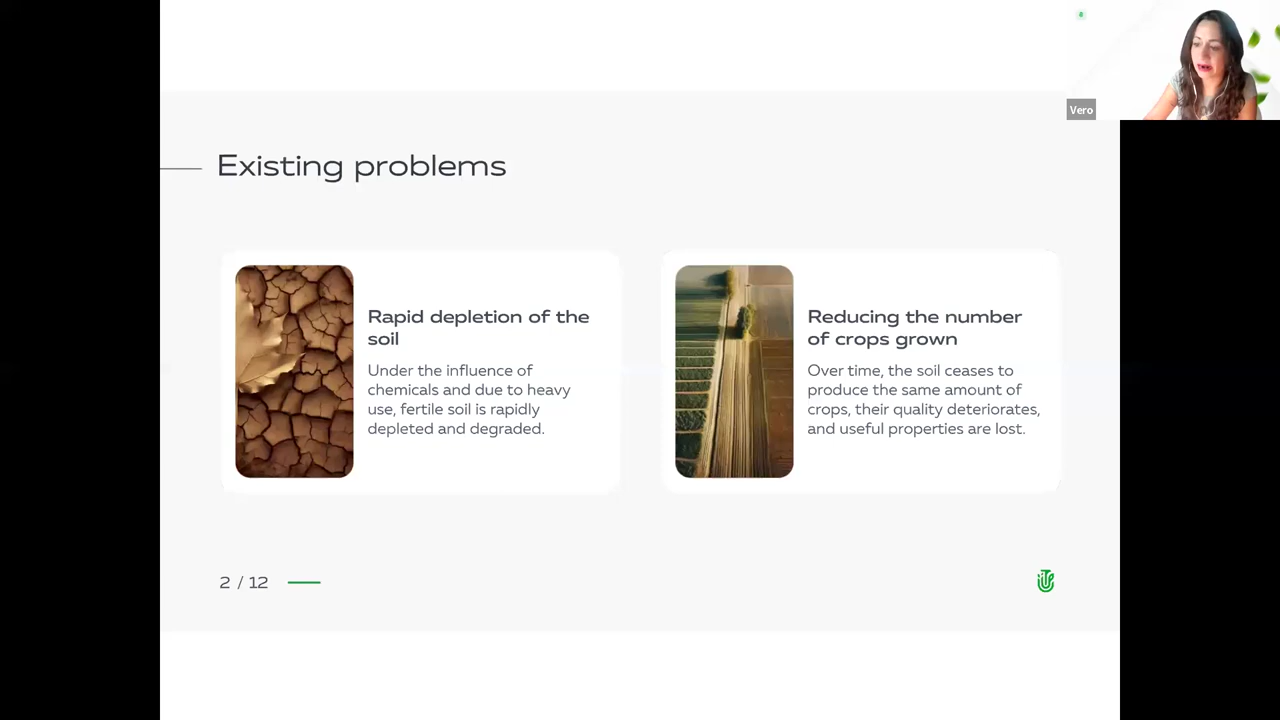 Vero
Existing problems
Rapid depletion of the
soil
Under the influence of
chemicals and due to heavy
use, fertile soil is rapidly
depleted and degraded.
Reducing the number
of crops grown
Over time, the soil ceases to
produce the same amount of
crops, their quality deteriorates,
and useful properties are lost.
2 / 12